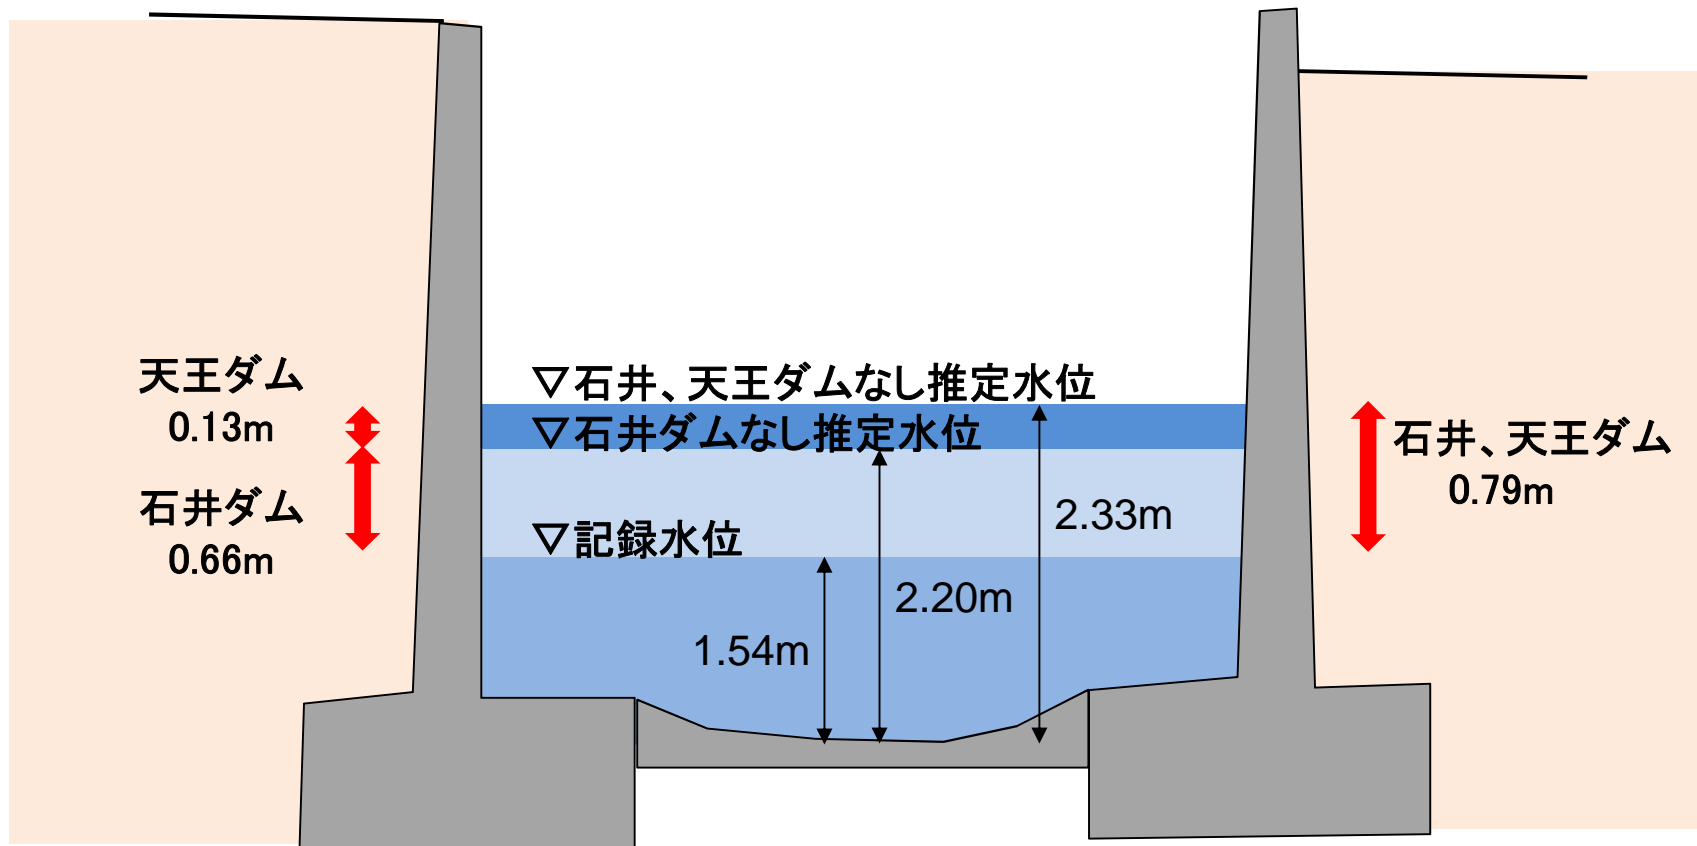 天王ダム
0.13m
石井ダム
0.66m
▽石井、天王ダムなし推定水位
▽石井ダムなし推定水位
▽記録水位
2.33m
2.20m
1.54m
石井、天王ダム
0.79m